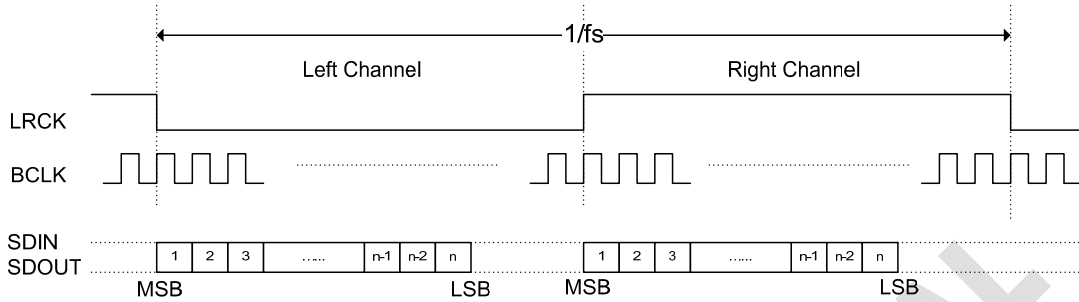 1/fs
Left Channel Right Channel
LRCK
BCLK
SDIN
SDOUT
1 2 3 ...... n-1 n-2 n 1 2 3 ...... n-1 n-2 n
MSB LSB MSB LSB